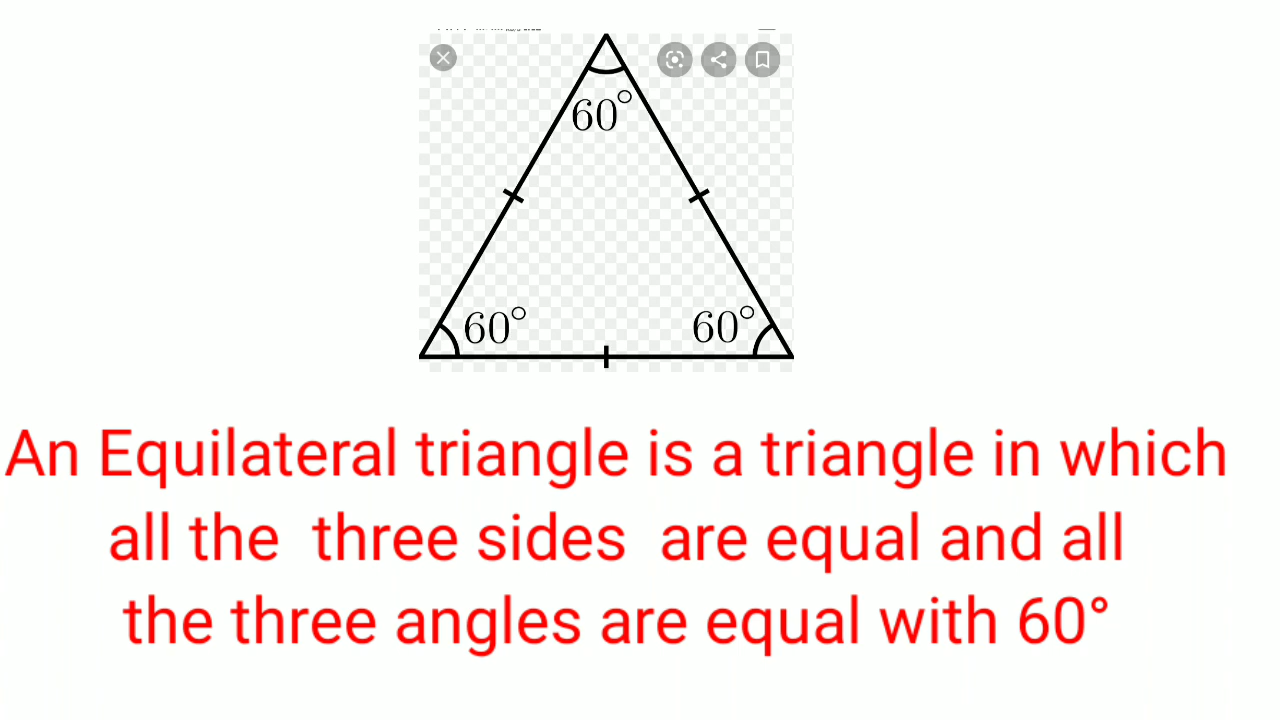 60°
60° 60°
An Equilateral triangle is a triangle in which
all the three sides are equal and all
the three angles are equal with 60°